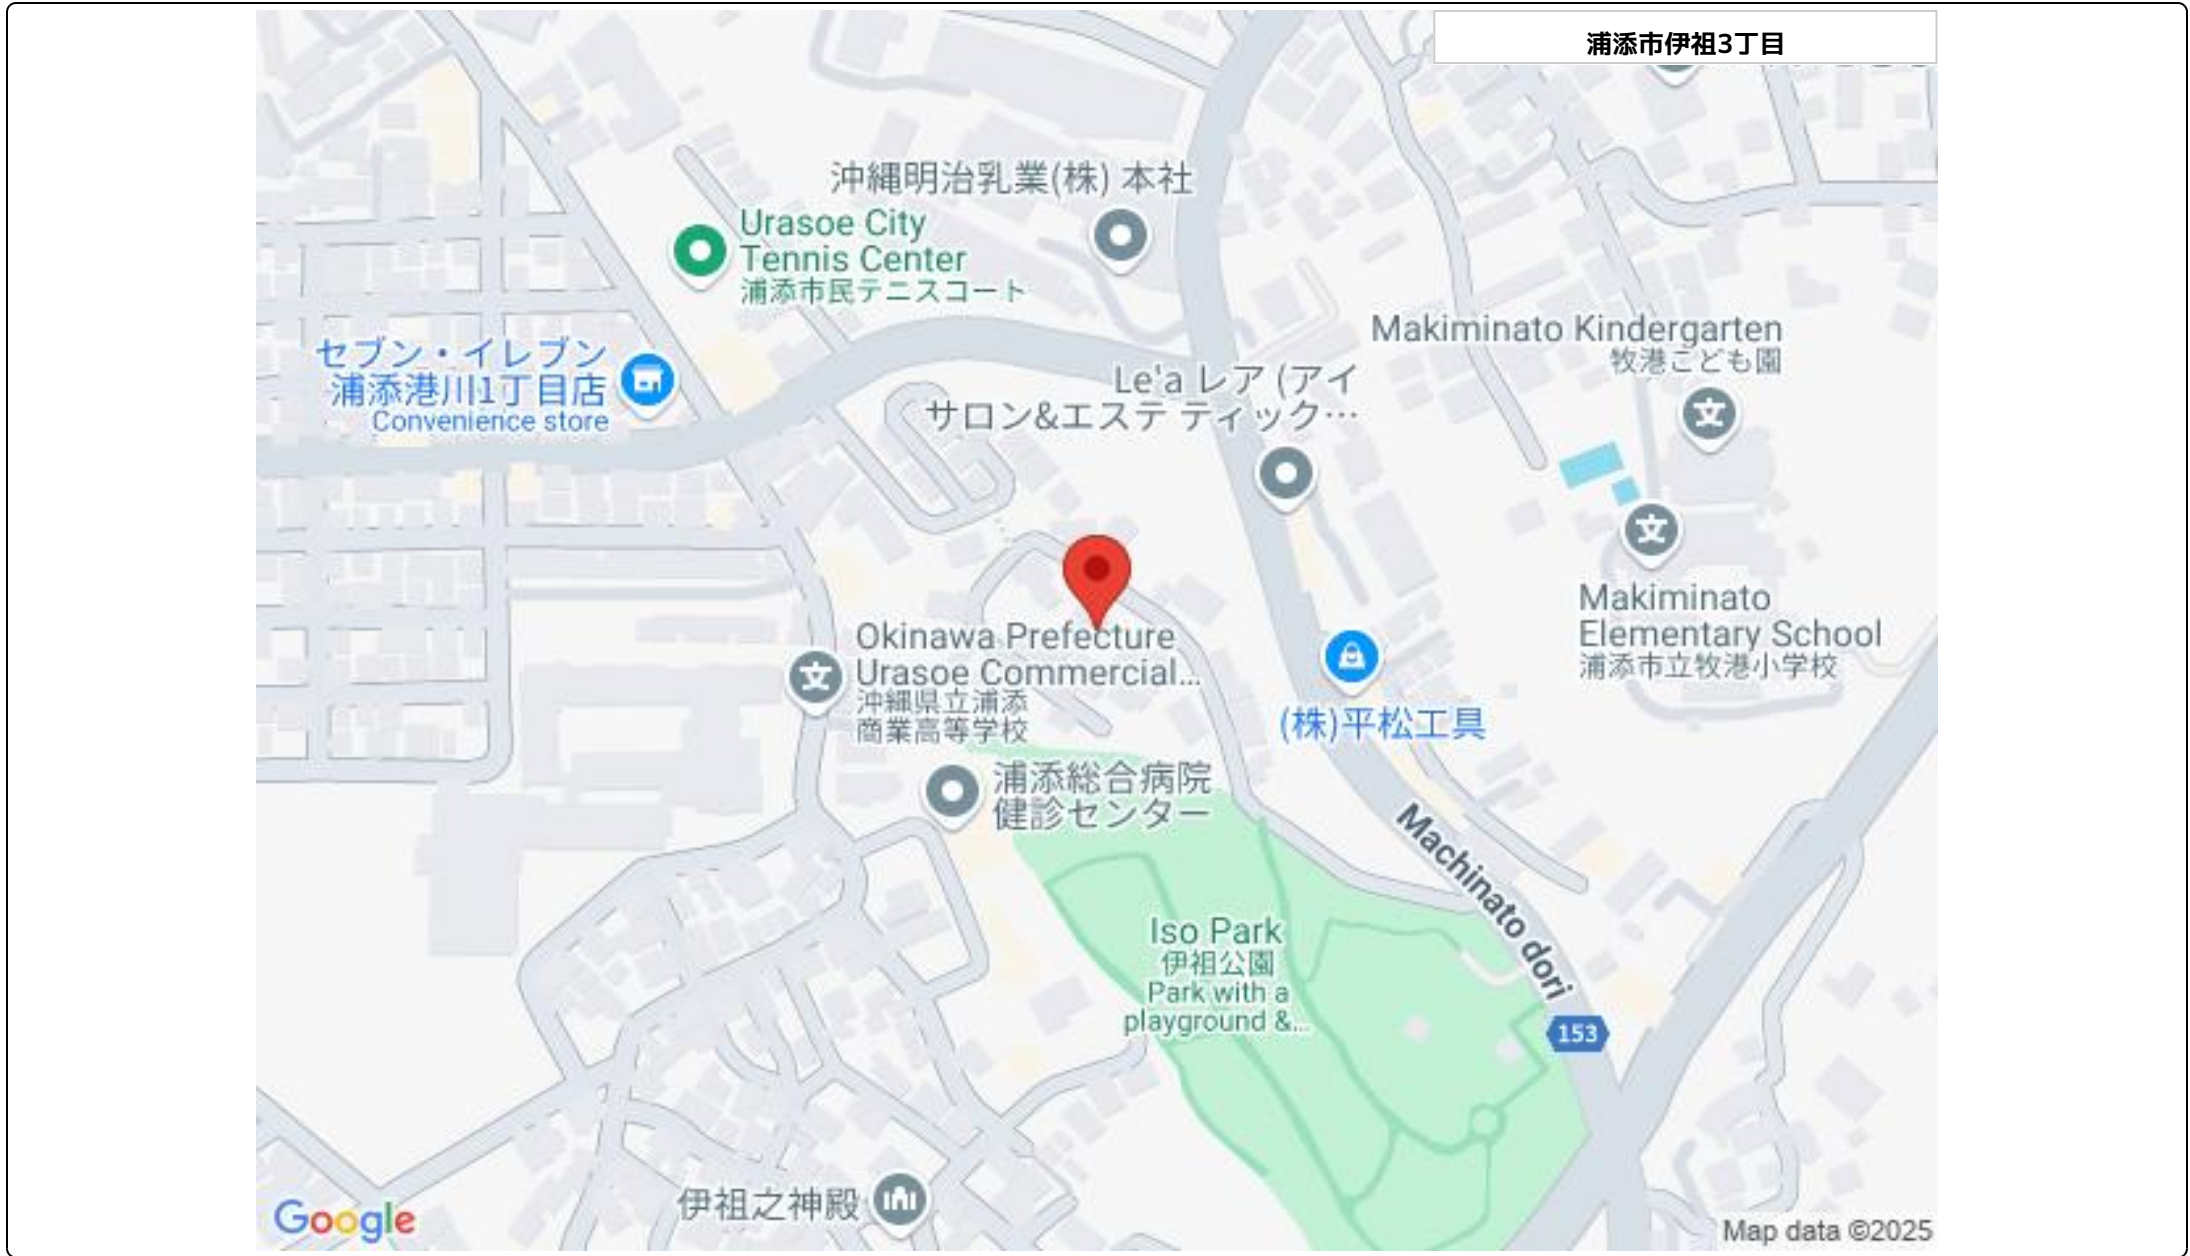 浦添市伊祖3丁目
沖縄明治乳業(株) 本社
Urasoe City
Tennis Center
浦添市民テニスコート
セブン・イレブン
浦添港川1丁目店
Convenience store
Makiminato Kindergarten
牧港こども園
Le'a レア (アイ
サロン&エステ ティック…
Makiminato
Elementary School
浦添市立牧港小学校
Okinawa Prefecture
Urasoe Commercial...
沖縄県立浦添
商業高等学校
(株)平松工具
浦添総合病院
健診センター
Machinato dori
Iso Park
伊祖公園
Park with a
playground &...
153
伊祖之神殿
Google
Map data ©2025